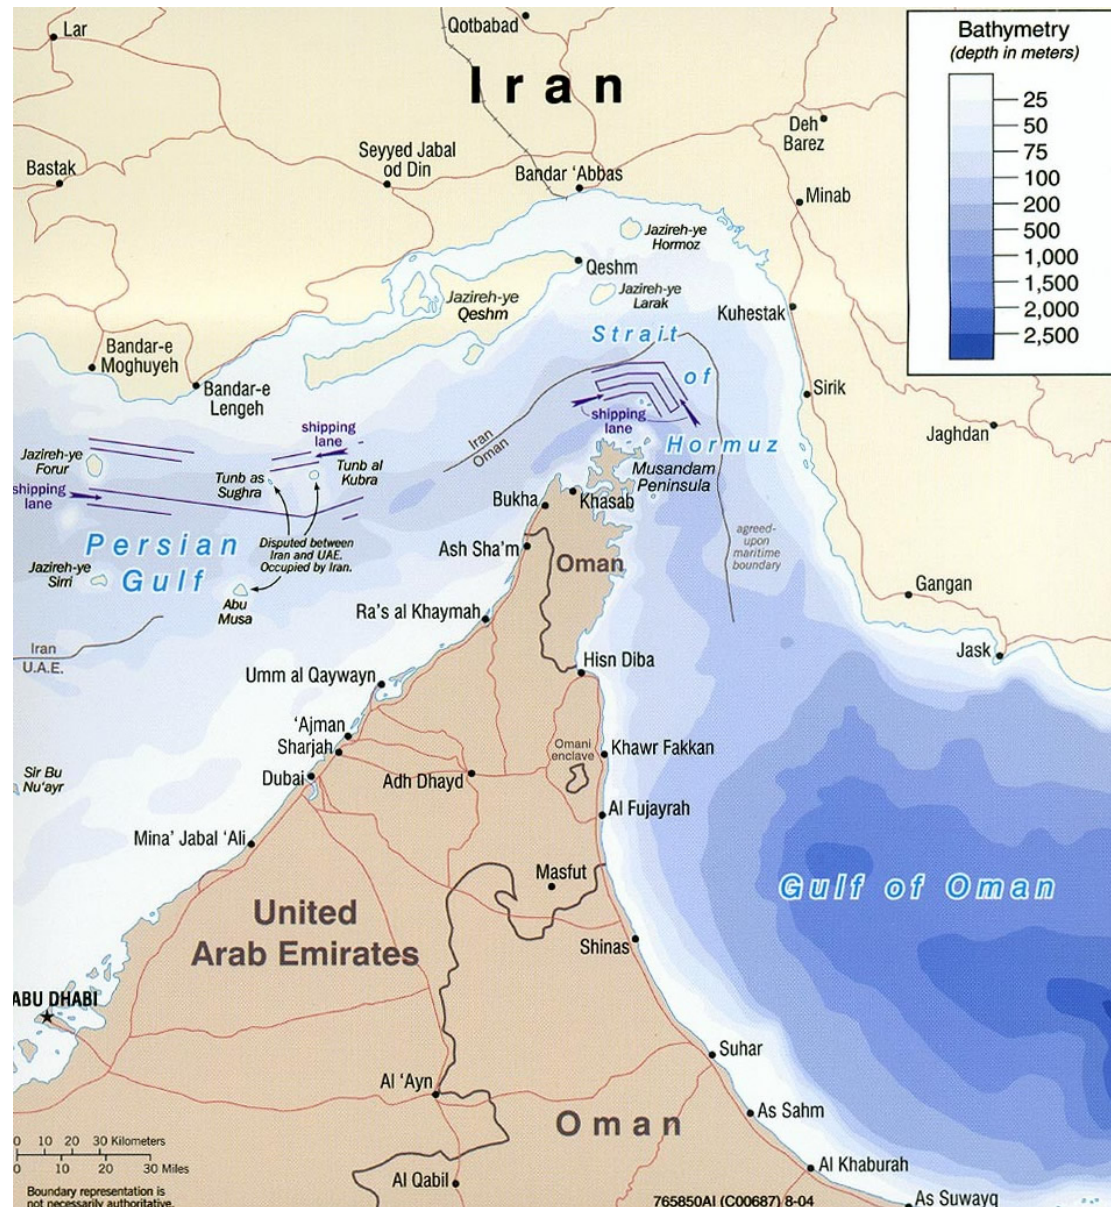 Lar
Qotbabad
Iran
Bathymetry
(depth in meters)
25
50
75
100
200
500
1,000
1,500
2,000
2,500
Deh
Barez
Bastak
Seyyed Jabal
od Din
Bandar 'Abbas
Minab
Jazireh-ye
Hormoz
Qeshm
Jazireh-ye
Larak
Jazireh-ye
Qeshm
Kuhestak
Strait
of
Hormuz
Bandar-e
Moghuyeh
Bandar-e
Lengeh
Sirik
shipping
lane
Jaghdan
shipping
lane
Iran
Oman
Jazireh-ye
Forur
Tunb as
Sughra
Tunb al
Kubra
Musandam
Peninsula
shipping
lane
Bukha
Khasab
Persian
Gulf
Disputed between
Iran and UAE.
Occupied by Iran.
Ash Sha'm
Oman
agreed-
upon
maritime
boundary
Jazireh-ye
Sirri
Abu
Musa
Gangan
Ra's al Khaymah
Iran
U.A.E.
Jask
Hisn Diba
Umm al Qaywayn
'Ajman
Sharjah
Omani
enclave
Khawr Fakkan
Sir Bu
Nu'ayr
Dubai
Adh Dhayd
Al Fujayrah
Mina' Jabal 'Ali
Masfut
Gulf of Oman
United
Arab Emirates
Shinas
ABU DHABI
Suhar
Al 'Ayn
As Sahm
Oman
0 10 20 30 Kilometers
0 10 20 30 Miles
Al Khaburah
Al Qabil
Boundary representation is
not necessarily authoritative.
765850AI (C00687) 8-04
As Suwayq